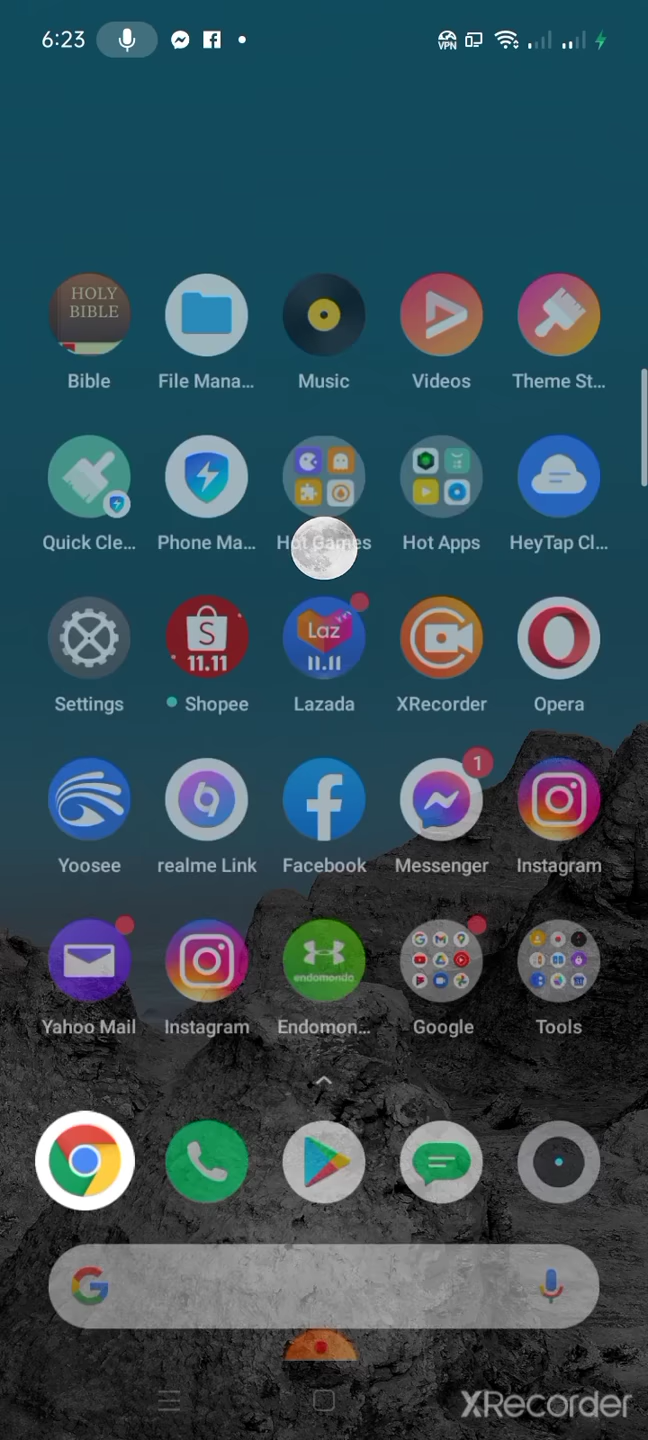 6:23
VPN
HOLY
BIBLE
Bible
File Mana...
Music
Videos
Theme St...
Quick Cle...
Phone Ma...
Hot Games
Hot Apps
HeyTap Cl...
S
11.11
Laz
11.11
Settings
Shopee
Lazada
XRecorder
Opera
1
Yoosee
realme Link
Facebook
Messenger
Instagram
endomondo
Yahoo Mail
Instagram
Endomon...
Google
Tools
XRecorder